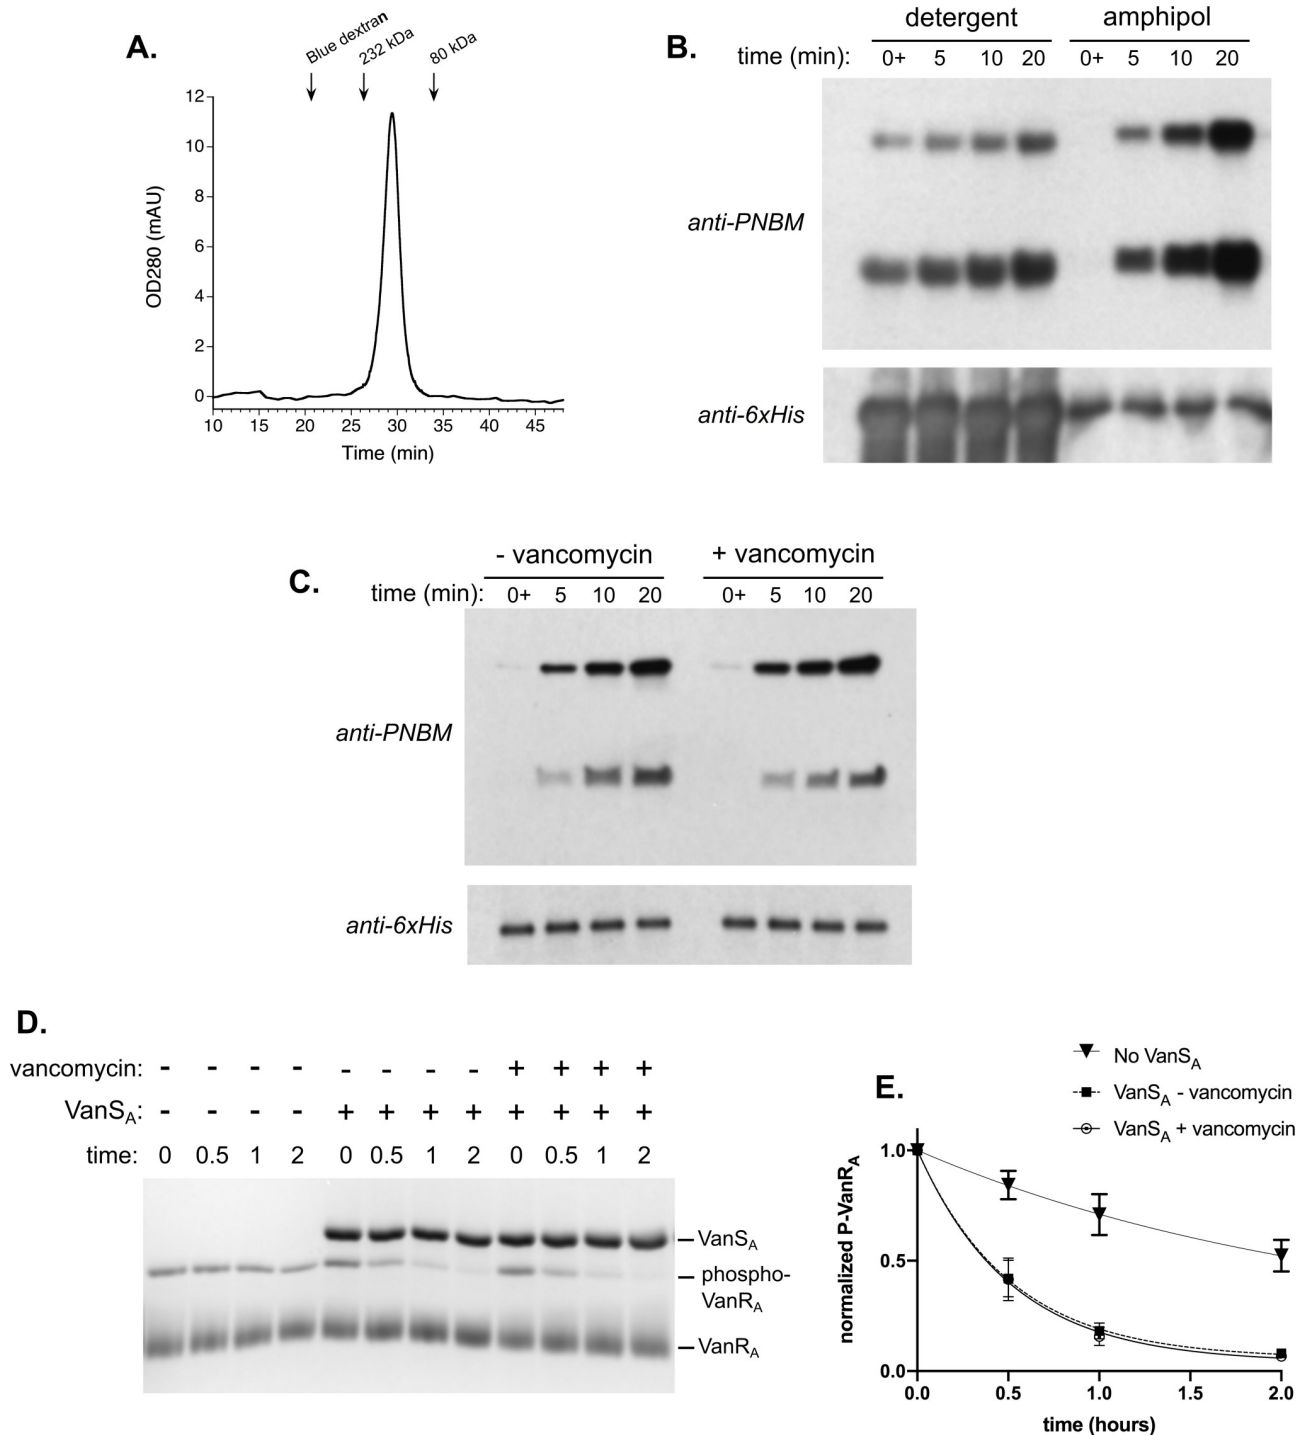 A.
Blue dextran
232 kDa
80 kDa
12
10
8
6
4
2
0
OD280 (mAU)
10 15 20 25 30 35 40 45
Time (min)
B.
detergent amphipol
time (min): 0+ 5 10 20 0+ 5 10 20
anti-PNBM
anti-6xHis
C.
- vancomycin + vancomycin
time (min): 0+ 5 10 20 0+ 5 10 20
anti-PNBM
anti-6xHis
D.
vancomycin: - - - - - - - - + + + +
VanSA: - - - - + + + + + + + +
time: 0 0.5 1 2 0 0.5 1 2 0 0.5 1 2
VanSA
phospho-
VanRA
VanRA
E.
No VanSA
VanSA - vancomycin
VanSA + vancomycin
normalized P-VanRA
1.0
0.5
0.0
0.0 0.5 1.0 1.5 2.0
time (hours)